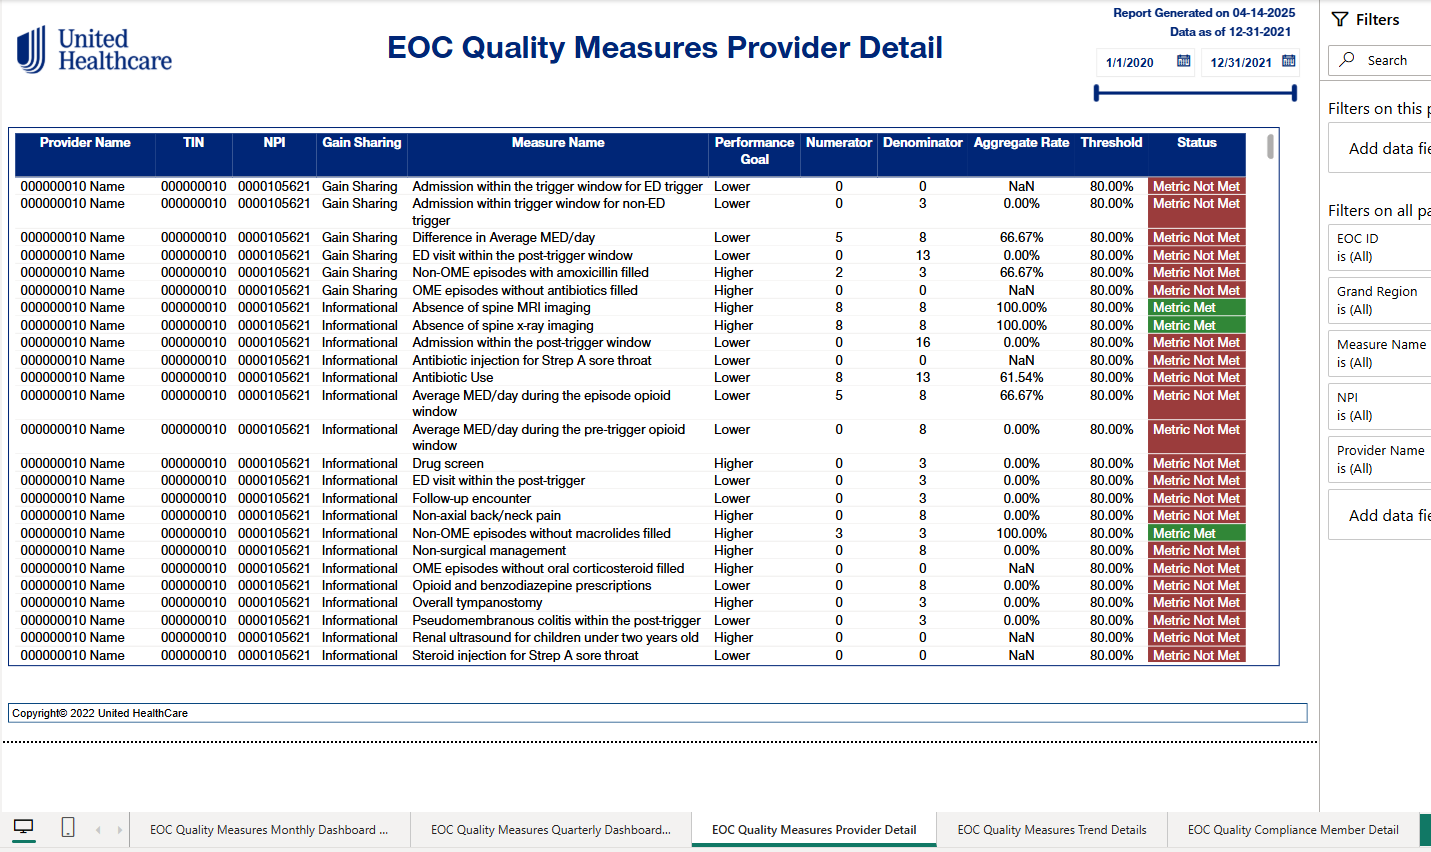 Report Generated on 04-14-2025
Data as of 12-31-2021
United
Healthcare
EOC Quality Measures Provider Detail
1/1/2020 12/31/2021
Provider Name TIN NPI Gain Sharing Measure Name Performance Goal Numerator Denominator Aggregate Rate Threshold Status
000000010 Name 000000010 0000105621 Gain Sharing Admission within the trigger window for ED trigger Lower 0 0 NaN 80.00% Metric Not Met
000000010 Name 000000010 0000105621 Gain Sharing Admission within trigger window for non-ED Lower 0 3 0.00% 80.00% Metric Not Met
trigger
000000010 Name 000000010 0000105621 Gain Sharing Difference in Average MED/day Lower 5 8 66.67% 80.00% Metric Not Met
000000010 Name 000000010 0000105621 Gain Sharing ED visit within the post-trigger window Lower 0 13 0.00% 80.00% Metric Not Met
000000010 Name 000000010 0000105621 Gain Sharing Non-OME episodes with amoxicillin filled Higher 2 3 66.67% 80.00% Metric Not Met
000000010 Name 000000010 0000105621 Gain Sharing OME episodes without antibiotics filled Higher 0 0 NaN 80.00% Metric Not Met
000000010 Name 000000010 0000105621 Informational Absence of spine MRI imaging Higher 8 8 100.00% 80.00% Metric Met
000000010 Name 000000010 0000105621 Informational Absence of spine x-ray imaging Higher 8 8 100.00% 80.00% Metric Met
000000010 Name 000000010 0000105621 Informational Admission within the post-trigger window Lower 0 16 0.00% 80.00% Metric Not Met
000000010 Name 000000010 0000105621 Informational Antibiotic injection for Strep A sore throat Lower 0 0 NaN 80.00% Metric Not Met
000000010 Name 000000010 0000105621 Informational Antibiotic Use Lower 8 13 61.54% 80.00% Metric Not Met
000000010 Name 000000010 0000105621 Informational Average MED/day during the episode opioid Lower 5 8 66.67% 80.00% Metric Not Met
window
000000010 Name 000000010 0000105621 Informational Average MED/day during the pre-trigger opioid Lower 0 8 0.00% 80.00% Metric Not Met
window
000000010 Name 000000010 0000105621 Informational Drug screen Higher 0 3 0.00% 80.00% Metric Not Met
000000010 Name 000000010 0000105621 Informational ED visit within the post-trigger Lower 0 3 0.00% 80.00% Metric Not Met
000000010 Name 000000010 0000105621 Informational Follow-up encounter Lower 0 3 0.00% 80.00% Metric Not Met
000000010 Name 000000010 0000105621 Informational Non-axial back/neck pain Higher 0 8 0.00% 80.00% Metric Not Met
000000010 Name 000000010 0000105621 Informational Non-OME episodes without macrolides filled Higher 3 3 100.00% 80.00% Metric Met
000000010 Name 000000010 0000105621 Informational Non-surgical management Higher 0 8 0.00% 80.00% Metric Not Met
000000010 Name 000000010 0000105621 Informational OME episodes without oral corticosteroid filled Higher 0 0 NaN 80.00% Metric Not Met
000000010 Name 000000010 0000105621 Informational Opioid and benzodiazepine prescriptions Lower 0 8 0.00% 80.00% Metric Not Met
000000010 Name 000000010 0000105621 Informational Overall tympanostomy Higher 0 3 0.00% 80.00% Metric Not Met
000000010 Name 000000010 0000105621 Informational Pseudomembranous colitis within the post-trigger Lower 0 3 0.00% 80.00% Metric Not Met
000000010 Name 000000010 0000105621 Informational Renal ultrasound for children under two years old Higher 0 0 NaN 80.00% Metric Not Met
000000010 Name 000000010 0000105621 Informational Steroid injection for Strep A sore throat Lower 0 0 NaN 80.00% Metric Not Met
Copyright© 2022 United HealthCare
Filters
Search
Filters on this p
Add data fie
Filters on all pa
EOC ID
is (All)
Grand Region
is (All)
Measure Name
is (All)
NPI
is (All)
Provider Name
is (All)
Add data fie
EOC Quality Measures Monthly Dashboard ... EOC Quality Measures Quarterly Dashboard... EOC Quality Measures Provider Detail EOC Quality Measures Trend Details EOC Quality Compliance Member Detail